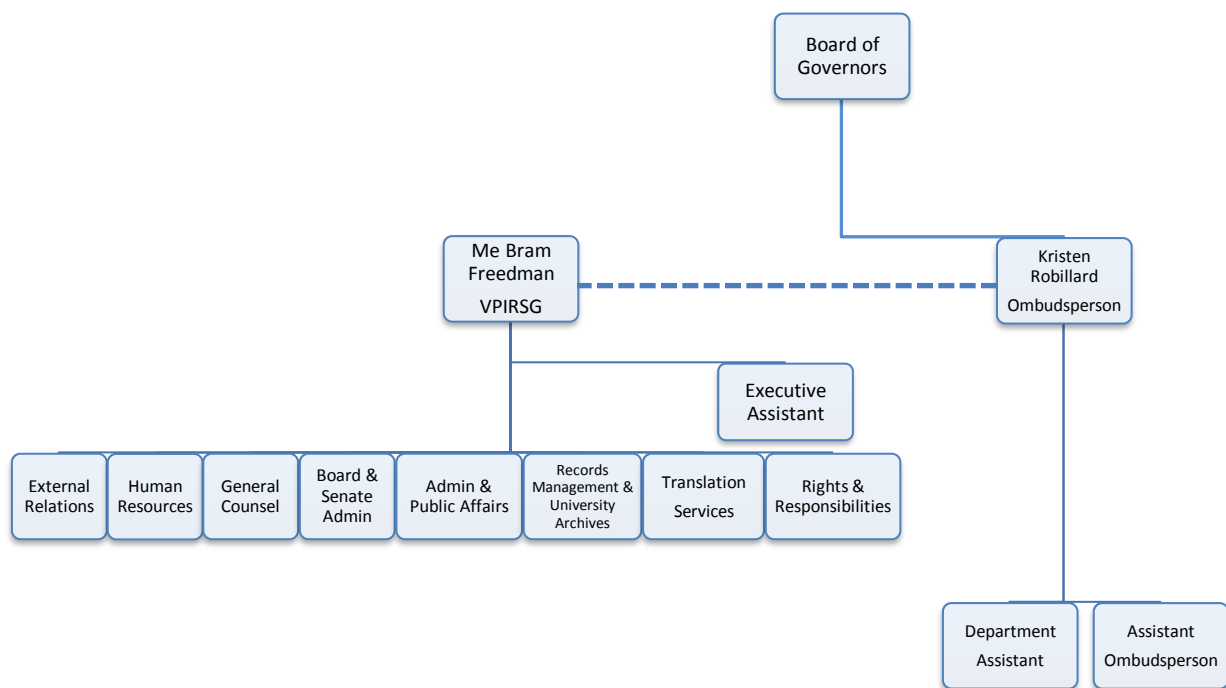 Board of
Governors
Me Bram
Freedman
VPIRSG
Kristen
Robillard
Ombudsperson
Executive
Assistant
External
Relations
Human
Resources
General
Counsel
Board &
Senate
Admin
Admin &
Public Affairs
Records
Management &
University
Archives
Translation
Services
Rights &
Responsibilities
Department
Assistant
Assistant
Ombudsperson